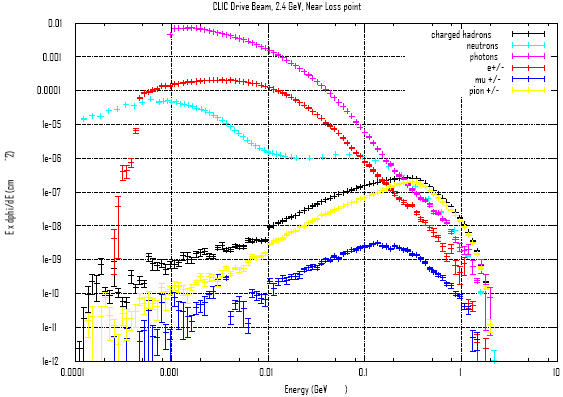 CLIC Drive Beam, 2.4 GeV, Near Loss point
charged hadrons
neutrons
photons
e+/-
mu +/-
pion +/-
0.01
0.001
0.0001
1e-05
1e-06
1e-07
1e-08
1e-09
1e-10
1e-11
1e-12
E x dphi/dE (cm ^2)
0.0001 0.001 0.01 0.1 1 10
Energy (GeV )